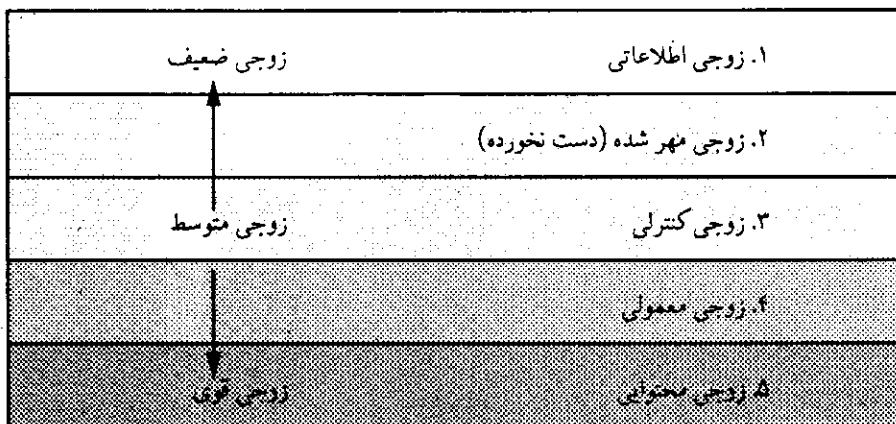 ۱. زوجی اطلاعاتی زوجی ضعیف
۲. زوجی مهر شده (دست نخورده)
۳. زوجی کنترلی زوجی متوسط
۴. زوجی معمولی
۵. زوجی محتوایی زوجی قوی